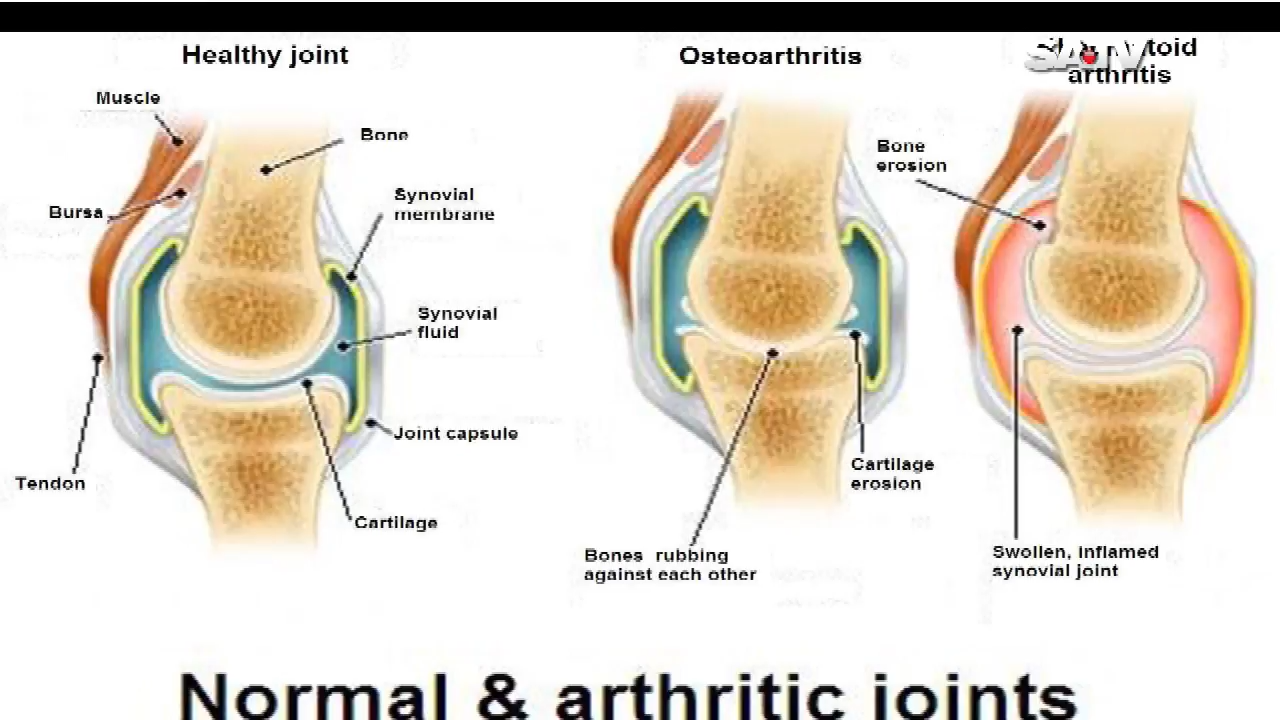 Healthy joint
Muscle
Bone
Bursa
Synovial
membrane
Synovial
fluid
Joint capsule
Tendon
Cartilage
Osteoarthritis
Cartilage
erosion
Bones rubbing
against each other
SATV
arthritis
Bone
erosion
Swollen, inflamed
synovial joint
Normal & arthritic joints